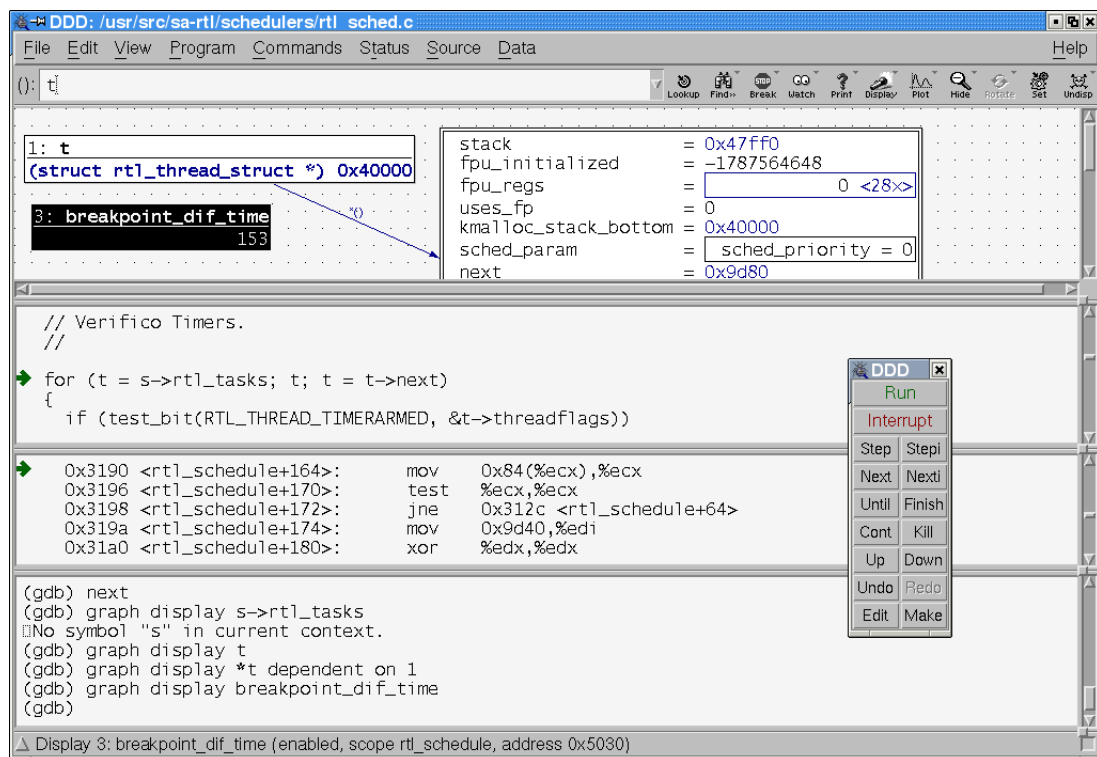 DDD: /usr/src/sa-rtl/schedulers/rtl_sched.c
File Edit View Program Commands Status Source Data Help
(): t
Lookup Find» Break Watch Print Display Plot Hide Rotate Set Undisp
1: t
(struct rtl_thread_struct *) 0x40000
3: breakpoint_dif_time
153
*()
stack = 0x47ff0
fpu_initialized = -1787564648
fpu_regs = 0 <28x>
uses_fp = 0
kmalloc_stack_bottom = 0x40000
sched_param = sched_priority = 0
next = 0x9d80
// Verifico Timers.
//
for (t = s->rtl_tasks; t; t = t->next)
{
if (test_bit(RTL_THREAD_TIMERARMED, &t->threadflags))
0x3190 <rtl_schedule+164>: mov 0x84(%ecx),%ecx
0x3196 <rtl_schedule+170>: test %ecx,%ecx
0x3198 <rtl_schedule+172>: jne 0x312c <rtl_schedule+64>
0x319a <rtl_schedule+174>: mov 0x9d40,%edi
0x31a0 <rtl_schedule+180>: xor %edx,%edx
(gdb) next
(gdb) graph display s->rtl_tasks
No symbol "s" in current context.
(gdb) graph display t
(gdb) graph display *t dependent on 1
(gdb) graph display breakpoint_dif_time
(gdb)
DDD
Run
Interrupt
Step Stepi
Next Nexti
Until Finish
Cont Kill
Up Down
Undo Redo
Edit Make
Display 3: breakpoint_dif_time (enabled, scope rtl_schedule, address 0x5030)